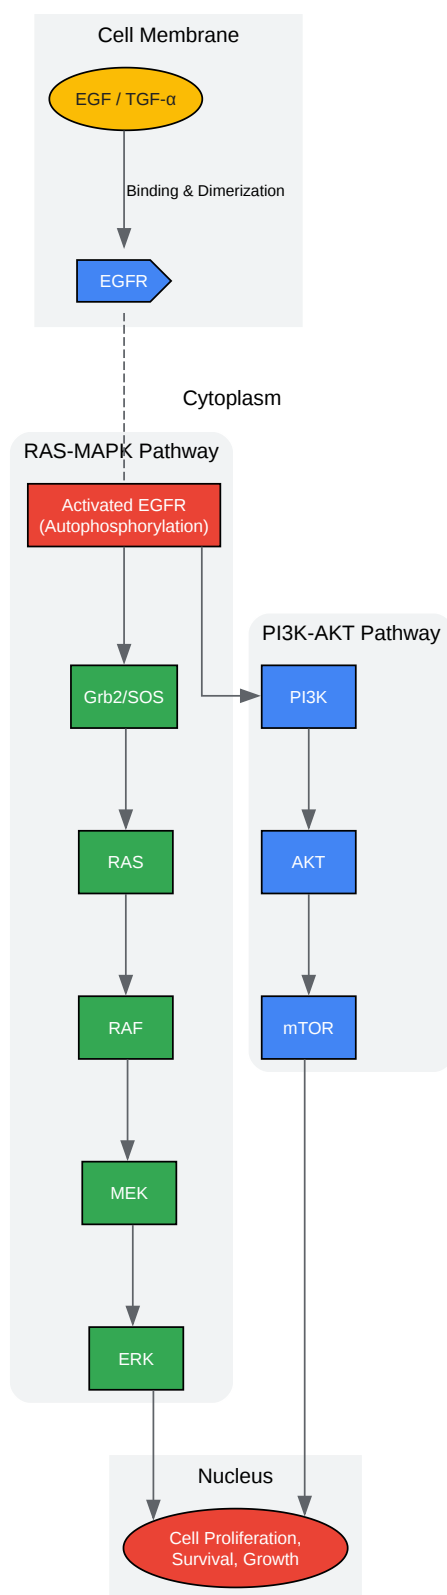 Cell Membrane
EGF / TGF-α
Binding & Dimerization
EGFR
Cytoplasm
RAS-MAPK Pathway
Activated EGFR
(Autophosphorylation)
PI3K-AKT Pathway
Grb2/SOS
PI3K
RAS
AKT
RAF
mTOR
MEK
ERK
Nucleus
Cell Proliferation,
Survival, Growth